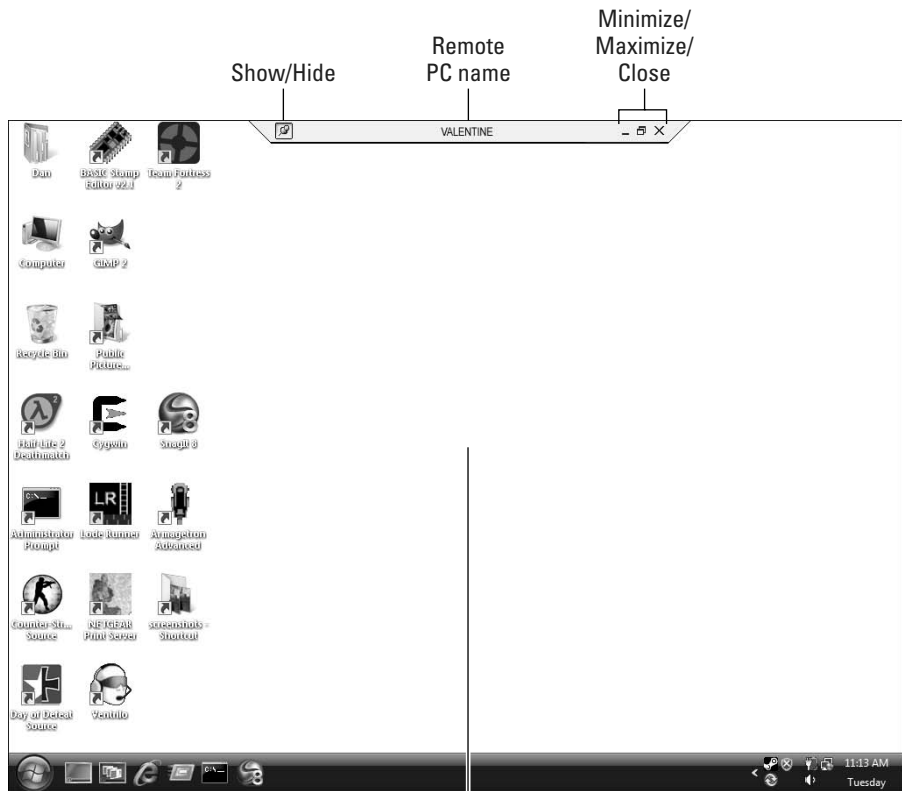 Show/Hide
Remote
PC name
Minimize/
Maximize/
Close
VALENTINE
Dan
BASIC Stamp
Editor v2.1
Team Fortress
2
Computer
GIMP 2
Recycle Bin
Public
Picture...
Half-Life 2
Deathmatch
Cygwin
SnagIt 8
Administrator
Prompt
Lode Runner
Armagetron
Advanced
Counter-Str...
Source
NETGEAR
Print Server
screenshots -
Shortcut
Day of Defeat
Source
Ventrilo
C:\_
LR
11:13 AM
Tuesday